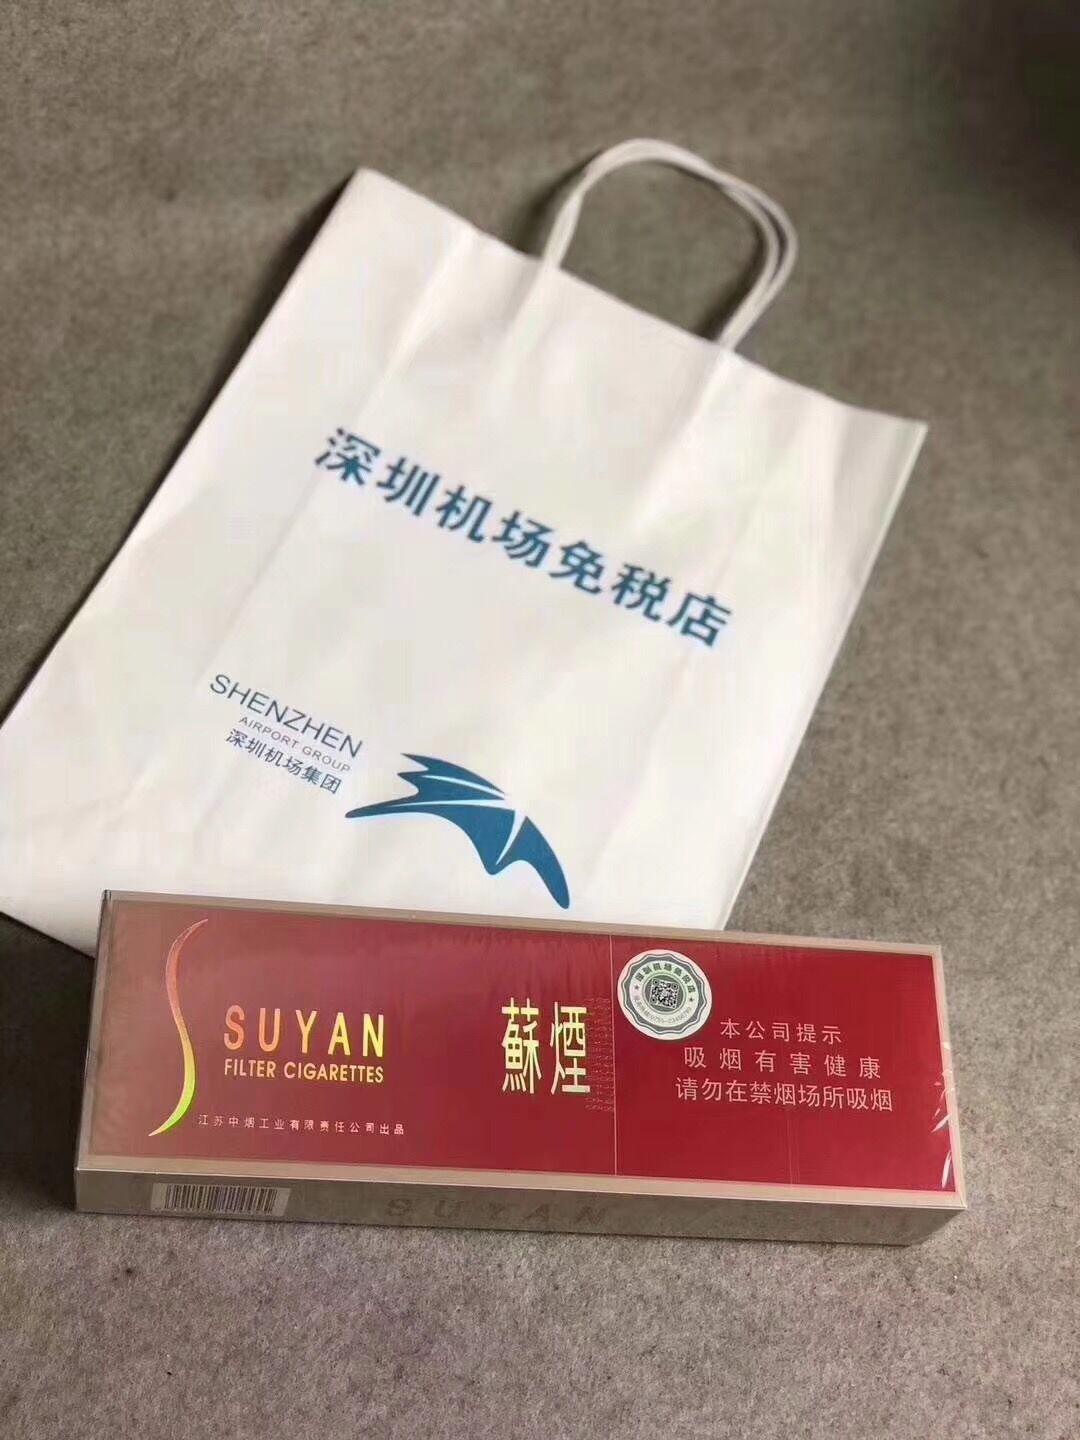 深圳机场免税店
SHENZHEN
AIRPORT GROUP
深圳机场集团
SUYAN
FILTER CIGARETTES
江苏中烟工业有限责任公司出品
蘇煙
本公司提示
吸烟有害健康
请勿在禁烟场所吸烟
SUYAN